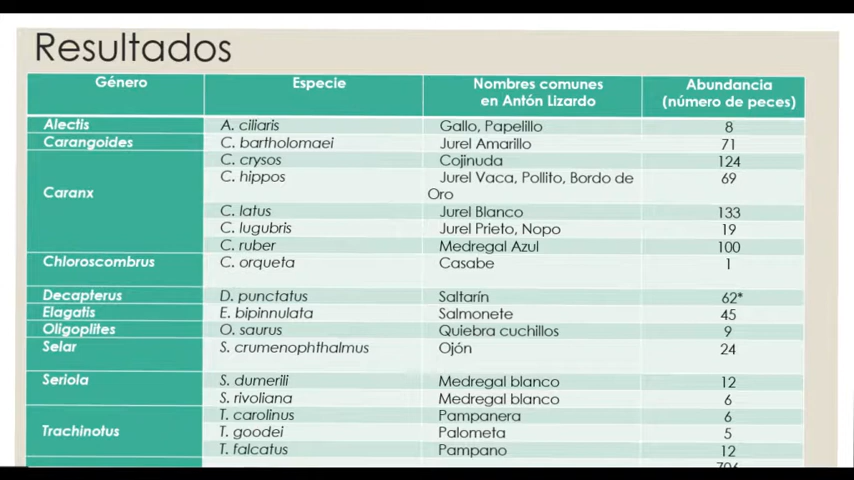 Resultados
Género Especie Nombres comunes en Antón Lizardo Abundancia (número de peces)
Alectis A. ciliaris Gallo, Papelillo 8
Carangoides C. bartholomaei Jurel Amarillo 71
Caranx C. crysos Cojinuda 124
C. hippos Jurel Vaca, Pollito, Bordo de Oro 69
C. latus Jurel Blanco 133
C. lugubris Jurel Prieto, Nopo 19
C. ruber Medregal Azul 100
Chloroscombrus C. orqueta Casabe 1
Decapterus D. punctatus Saltarín 62*
Elagatis E. bipinnulata Salmonete 45
Oligoplites O. saurus Quiebra cuchillos 9
Selar S. crumenophthalmus Ojón 24
Seriola S. dumerili Medregal blanco 12
S. rivoliana Medregal blanco 6
Trachinotus T. carolinus Pampanera 6
T. goodei Palometa 5
T. falcatus Pampano 12